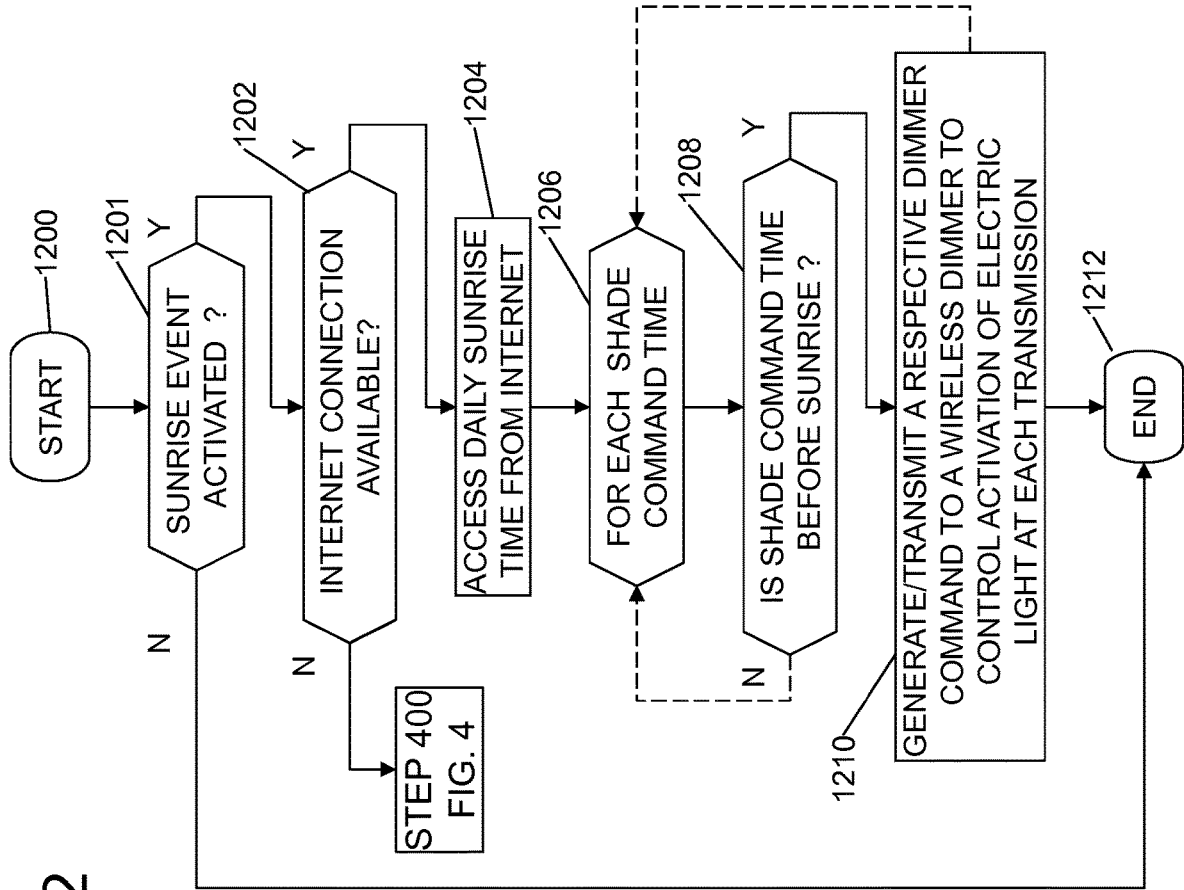 START
1200
SUNRISE EVENT
ACTIVATED ?
1201
Y
N
INTERNET CONNECTION
AVAILABLE?
1202
Y
N
STEP 400
FIG. 4
ACCESS DAILY SUNRISE
TIME FROM INTERNET
1204
FOR EACH SHADE
COMMAND TIME
1206
IS SHADE COMMAND TIME
BEFORE SUNRISE ?
1208
Y
N
GENERATE/TRANSMIT A RESPECTIVE DIMMER
COMMAND TO A WIRELESS DIMMER TO
CONTROL ACTIVATION OF ELECTRIC
LIGHT AT EACH TRANSMISSION
1210
END
1212
2